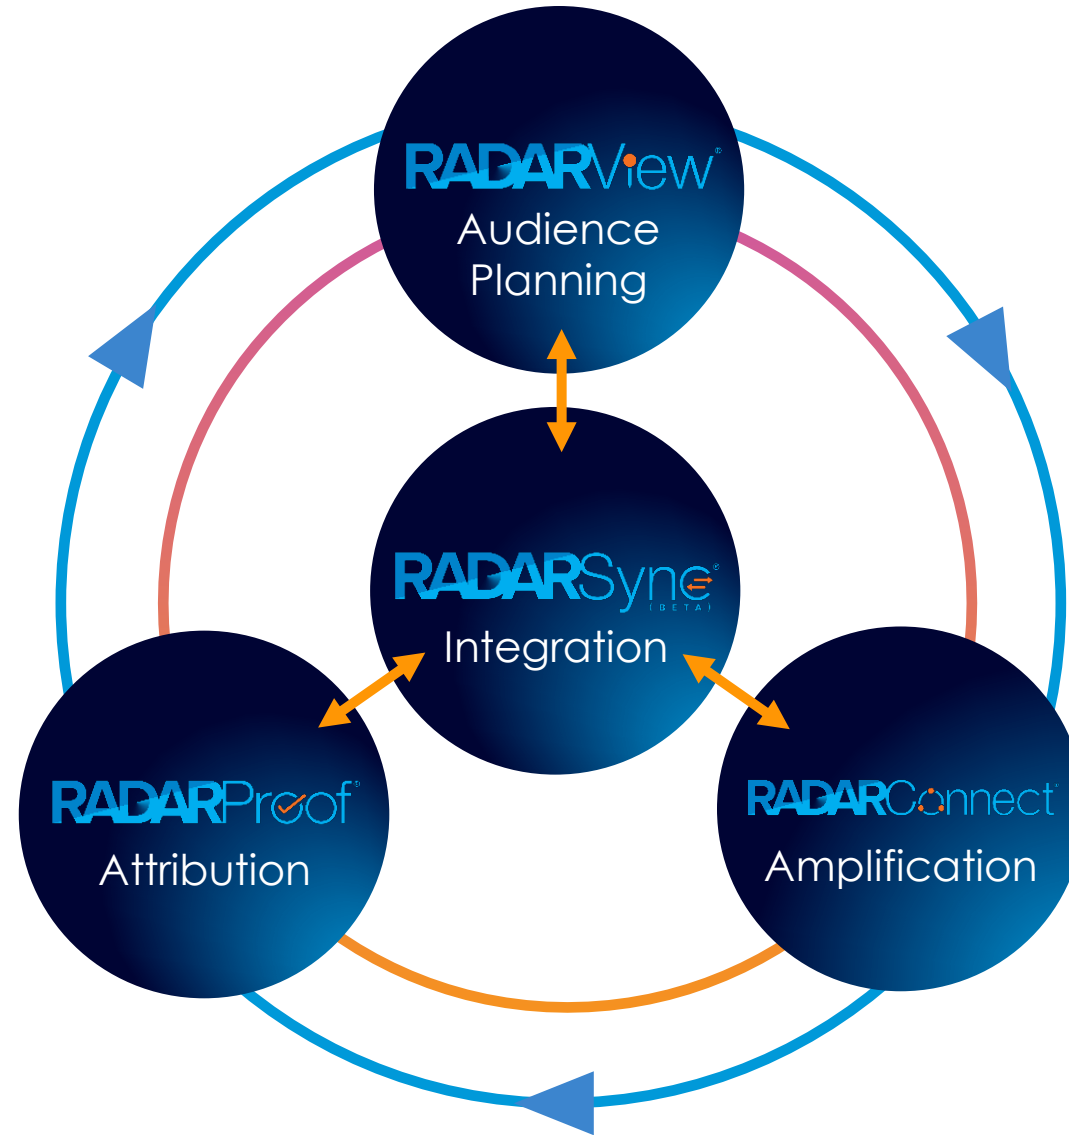 RADARView®
Audience
Planning
RADARSync®
(BETA)
Integration
RADARProof®
Attribution
RADARConnect®
Amplification